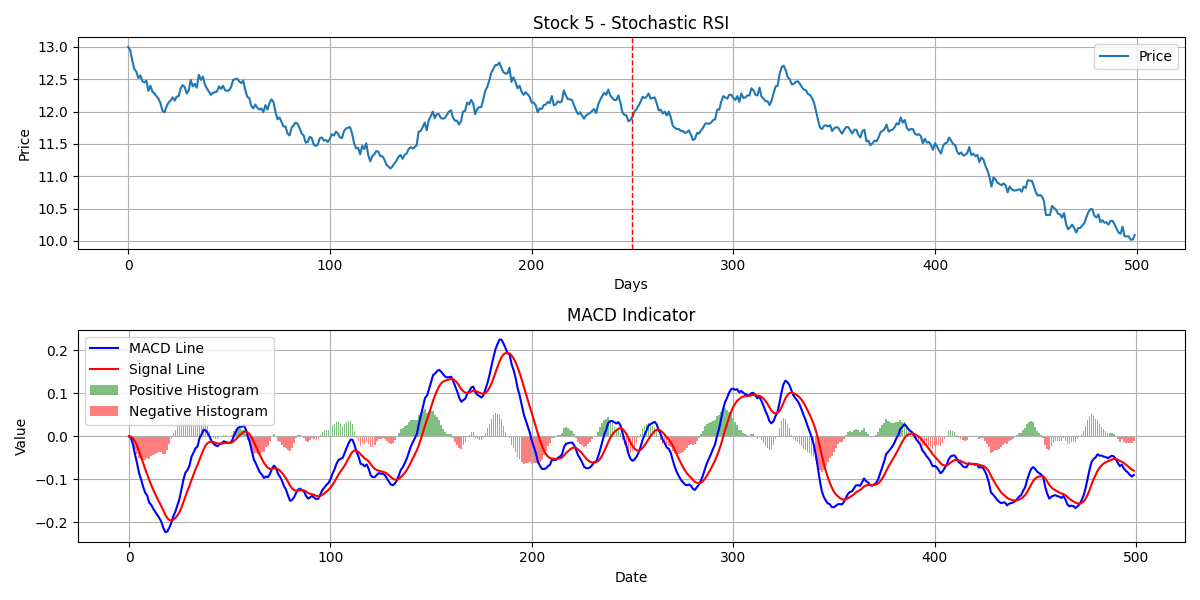 Stock 5 - Stochastic RSI
13.0
12.5
12.0
11.5
11.0
10.5
10.0
Price
Price
0
100
200
300
400
500
Days
MACD Indicator
0.2
0.1
0.0
−0.1
−0.2
Value
MACD Line
Signal Line
Positive Histogram
Negative Histogram
0
100
200
300
400
500
Date